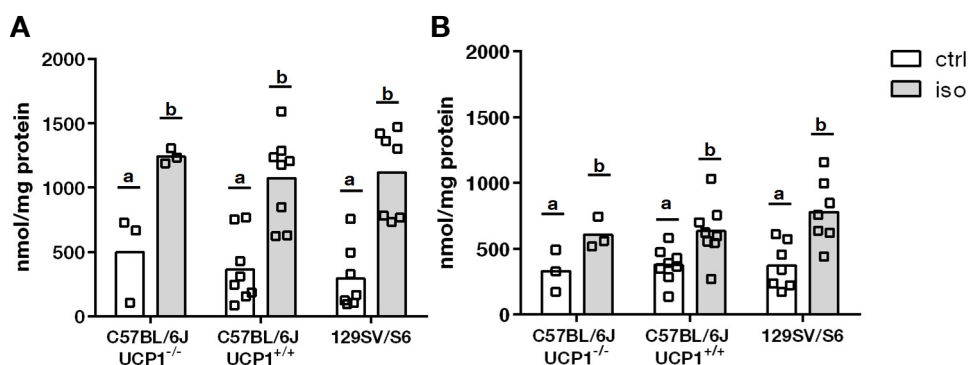 A
nmol/mg protein
2000
1500
1000
500
0
a
b
a
b
a
b
C57BL/6J
UCP1-/-
C57BL/6J
UCP1+/+
129SV/S6
B
nmol/mg protein
2000
1500
1000
500
0
a
b
a
b
a
b
C57BL/6J
UCP1-/-
C57BL/6J
UCP1+/+
129SV/S6
ctrl
iso